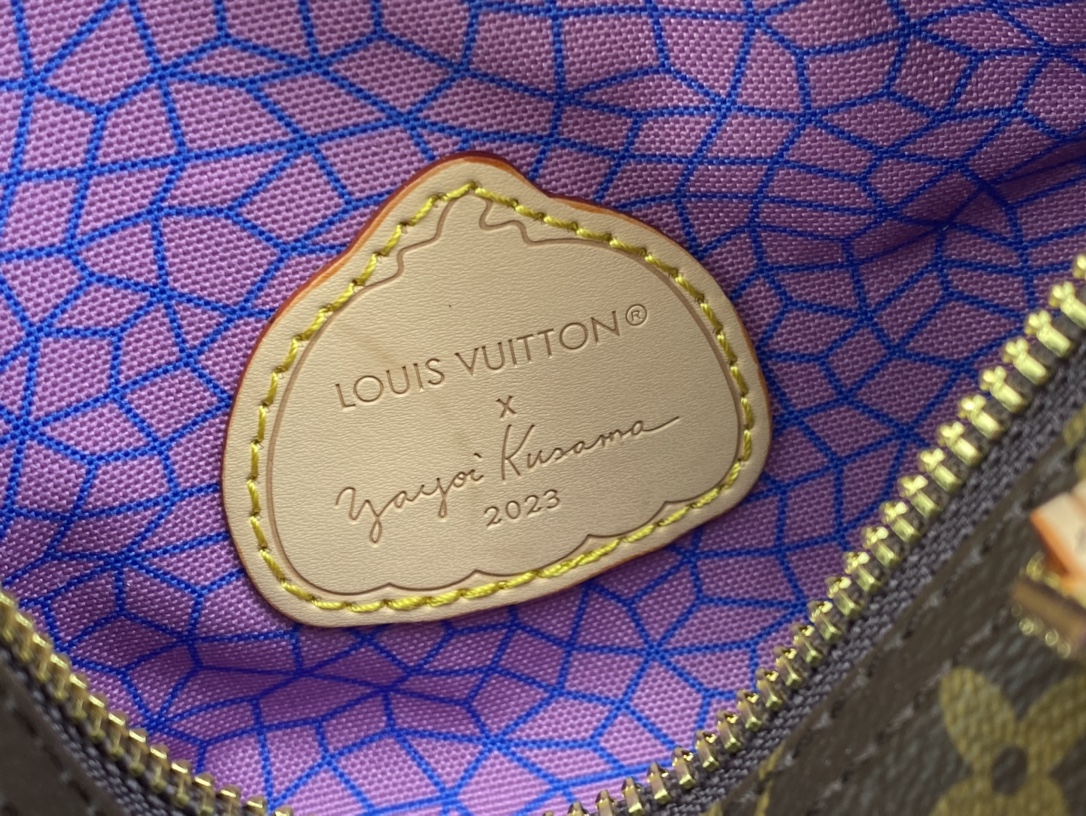 LOUIS VUITTON®
x
Yayoi Kusama
2023